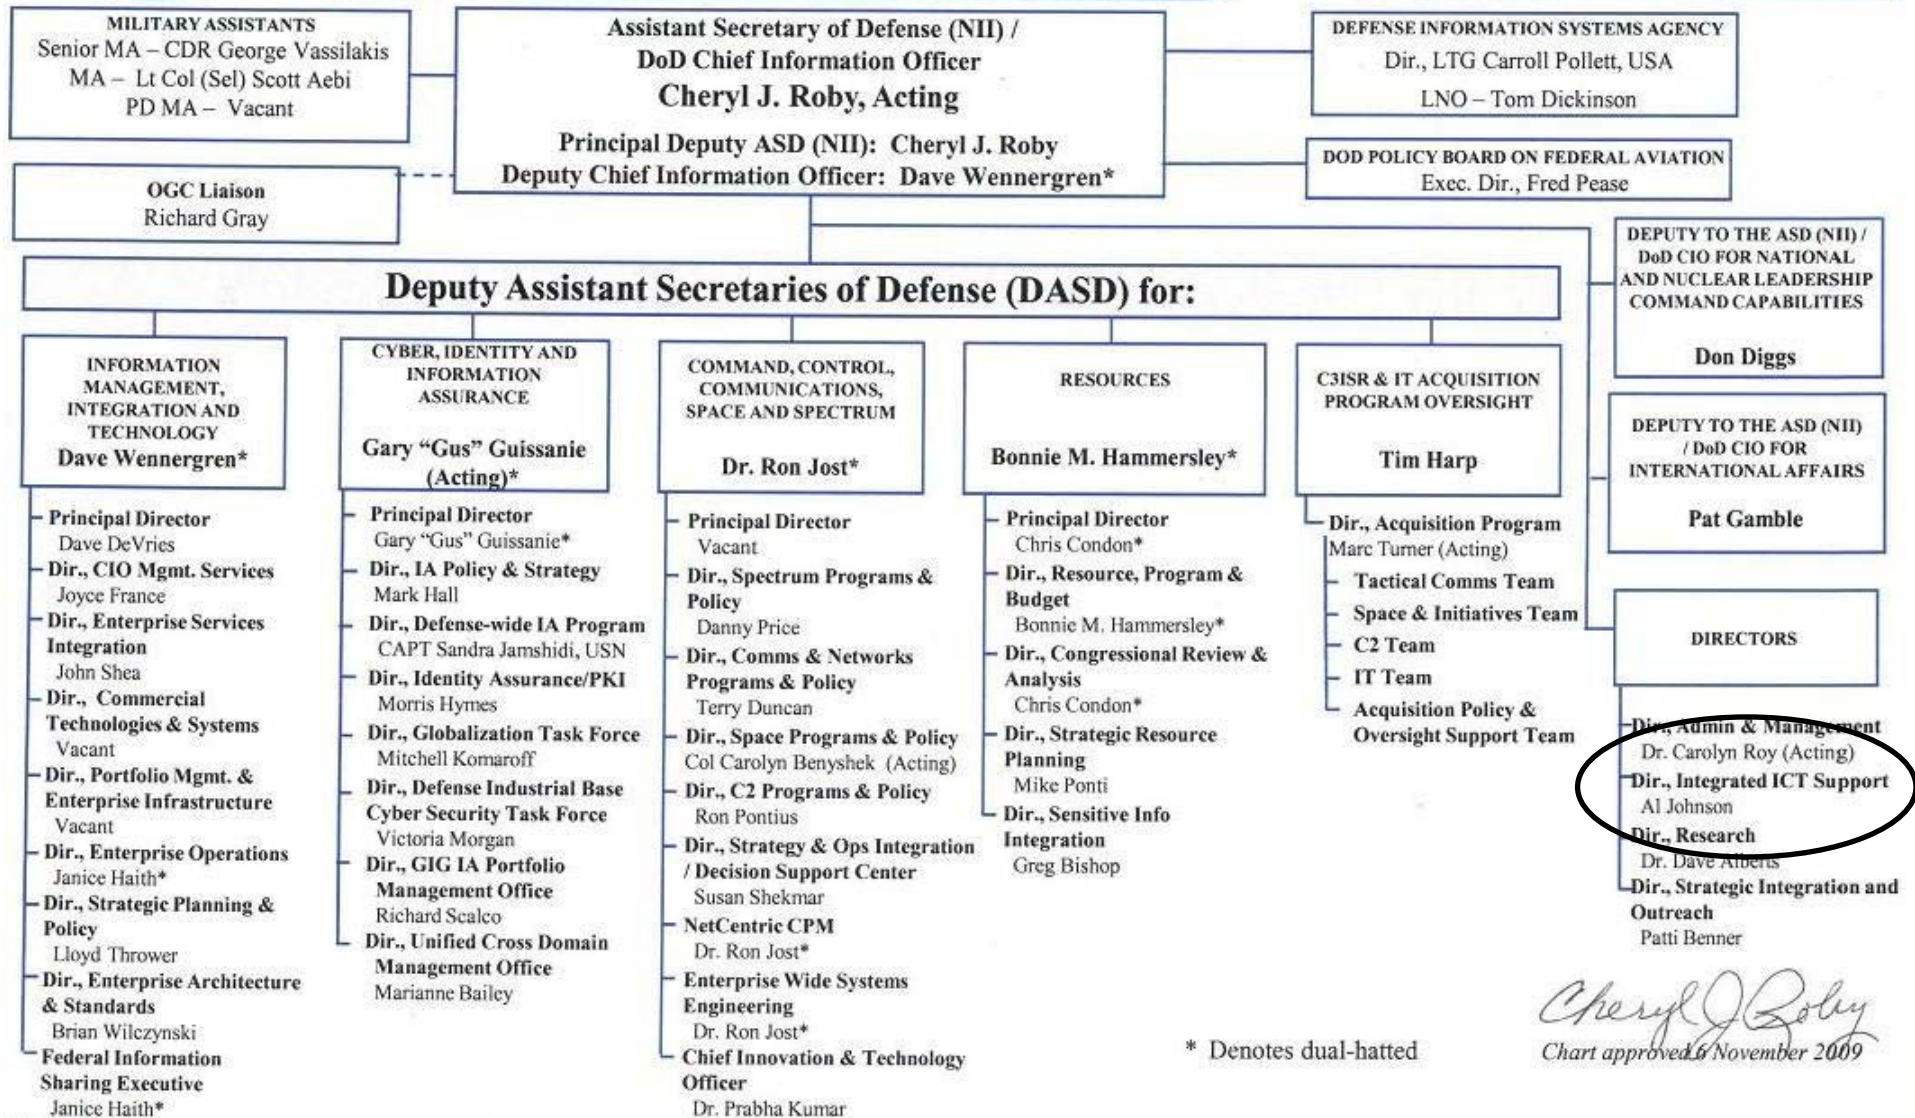 MILITARY ASSISTANTS
Senior MA – CDR George Vassilakis
MA – Lt Col (Sel) Scott Aebi
PD MA – Vacant
Assistant Secretary of Defense (NII) /
DoD Chief Information Officer
Cheryl J. Roby, Acting
Principal Deputy ASD (NII): Cheryl J. Roby
Deputy Chief Information Officer: Dave Wennergren*
DEFENSE INFORMATION SYSTEMS AGENCY
Dir., LTG Carroll Pollett, USA
LNO – Tom Dickinson
DOD POLICY BOARD ON FEDERAL AVIATION
Exec. Dir., Fred Pease
OGC Liaison
Richard Gray
Deputy Assistant Secretaries of Defense (DASD) for:
INFORMATION
MANAGEMENT,
INTEGRATION AND
TECHNOLOGY
Dave Wennergren*
Principal Director
Dave DeVries
Dir., CIO Mgmt. Services
Joyce France
Dir., Enterprise Services
Integration
John Shea
Dir., Commercial
Technologies & Systems
Vacant
Dir., Portfolio Mgmt. &
Enterprise Infrastructure
Vacant
Dir., Enterprise Operations
Janice Haith*
Dir., Strategic Planning &
Policy
Lloyd Thrower
Dir., Enterprise Architecture
& Standards
Brian Wilczynski
Federal Information
Sharing Executive
Janice Haith*
CYBER, IDENTITY AND
INFORMATION
ASSURANCE
Gary “Gus” Guissanie
(Acting)*
Principal Director
Gary “Gus” Guissanie*
Dir., IA Policy & Strategy
Mark Hall
Dir., Defense-wide IA Program
CAPT Sandra Jamshidi, USN
Dir., Identity Assurance/PKI
Morris Hymes
Dir., Globalization Task Force
Mitchell Komaroff
Dir., Defense Industrial Base
Cyber Security Task Force
Victoria Morgan
Dir., GIG IA Portfolio
Management Office
Richard Scalco
Dir., Unified Cross Domain
Management Office
Marianne Bailey
COMMAND, CONTROL,
COMMUNICATIONS,
SPACE AND SPECTRUM
Dr. Ron Jost*
Principal Director
Vacant
Dir., Spectrum Programs &
Policy
Danny Price
Dir., Comms & Networks
Programs & Policy
Terry Duncan
Dir., Space Programs & Policy
Col Carolyn Benyshek (Acting)
Dir., C2 Programs & Policy
Ron Pontius
Dir., Strategy & Ops Integration
/ Decision Support Center
Susan Shekmar
NetCentric CPM
Dr. Ron Jost*
Enterprise Wide Systems
Engineering
Dr. Ron Jost*
Chief Innovation & Technology
Officer
Dr. Prabha Kumar
RESOURCES
Bonnie M. Hammersley*
Principal Director
Chris Condon*
Dir., Resource, Program &
Budget
Bonnie M. Hammersley*
Dir., Congressional Review &
Analysis
Chris Condon*
Dir., Strategic Resource
Planning
Mike Ponti
Dir., Sensitive Info
Integration
Greg Bishop
C3ISR & IT ACQUISITION
PROGRAM OVERSIGHT
Tim Harp
Dir., Acquisition Program
Marc Turner (Acting)
Tactical Comms Team
Space & Initiatives Team
C2 Team
IT Team
Acquisition Policy &
Oversight Support Team
DEPUTY TO THE ASD (NII) /
DoD CIO FOR NATIONAL
AND NUCLEAR LEADERSHIP
COMMAND CAPABILITIES
Don Diggs
DEPUTY TO THE ASD (NII)
/ DoD CIO FOR
INTERNATIONAL AFFAIRS
Pat Gamble
DIRECTORS
Dir., Admin & Management
Dr. Carolyn Roy (Acting)
Dir., Integrated ICT Support
Al Johnson
Dir., Research
Dr. Dave Alberts
Dir., Strategic Integration and
Outreach
Patti Benner
* Denotes dual-hatted
Cheryl J Roby
Chart approved 6 November 2009